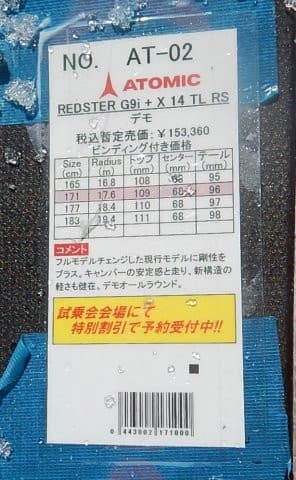 NO. AT-02
ATOMIC
REDSTER G9i + X 14 TL RS
デモ
税込暫定売価：￥153,360
ビンディング付き価格
Size (cm) Radius (m) トップ (mm) センター (mm) テール (mm)
165 16.8 108 68 95
171 17.6 109 68 96
177 18.4 110 68 97
183 19.4 111 68 98
コメント
フルモデルチェンジした現行モデルに剛性を
プラス。キャンバーの安定感と走り、新構造の
軽さも健在。デモオールラウンド。
試乗会会場にて
特別割引で予約受付中!!
0 443802 171000